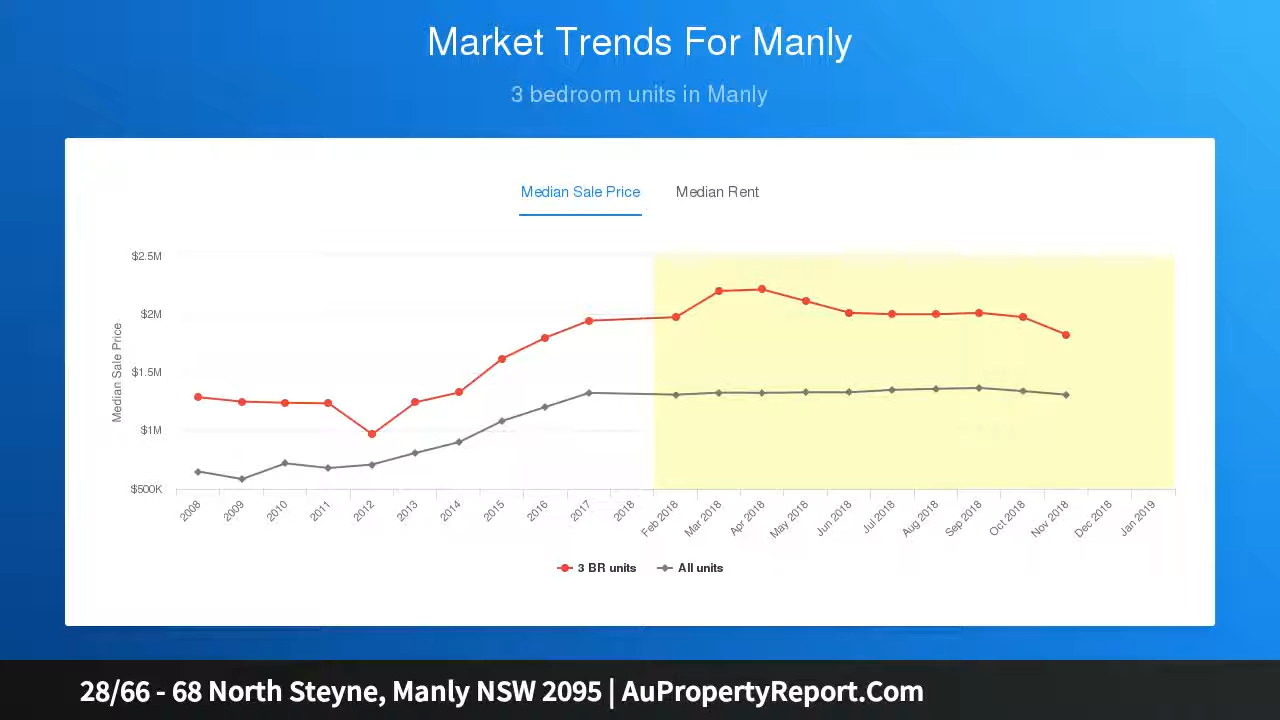 Market Trends For Manly
3 bedroom units in Manly
Median Sale Price
Median Rent
Median Sale Price
$2.5M
$2M
$1.5M
$1M
$500K
2008
2009
2010
2011
2012
2013
2014
2015
2016
2017
2018
Feb 2018
Mar 2018
Apr 2018
May 2018
Jun 2018
Jul 2018
Aug 2018
Sep 2018
Oct 2018
Nov 2018
Dec 2018
Jan 2019
3 BR units
All units
28/66 - 68 North Steyne, Manly NSW 2095 | AuPropertyReport.Com